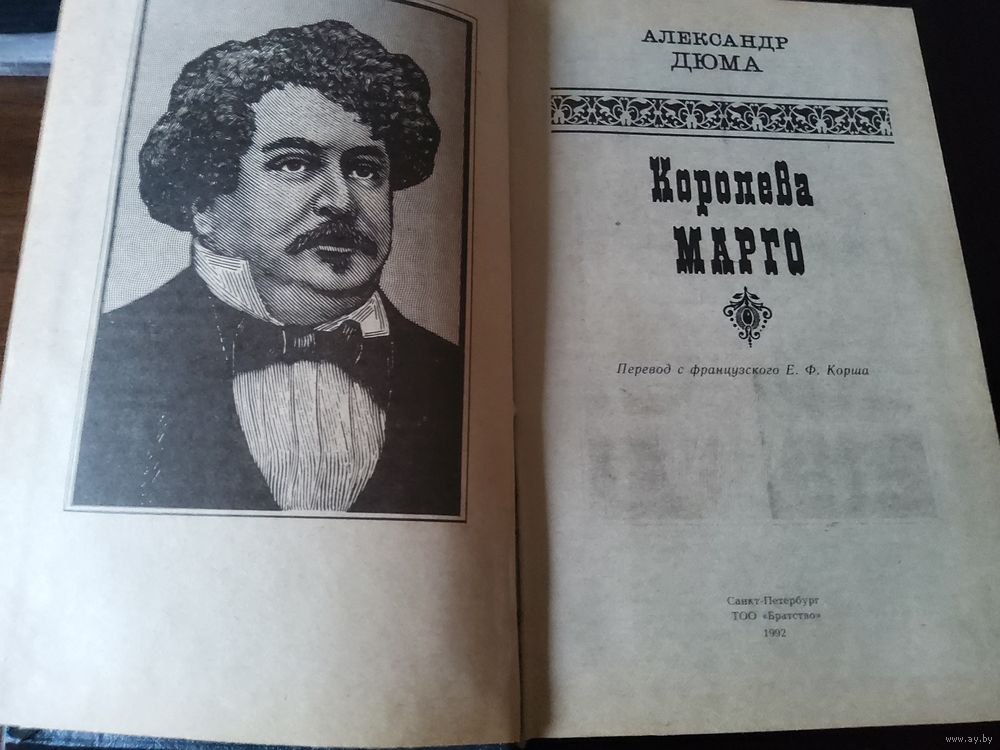 АЛЕКСАНДР
ДЮМА
Королева
МАРГО
Перевод с французского Е. Ф. Корша
Санкт-Петербург
ТОО «Братство»
1992
www.ay.by